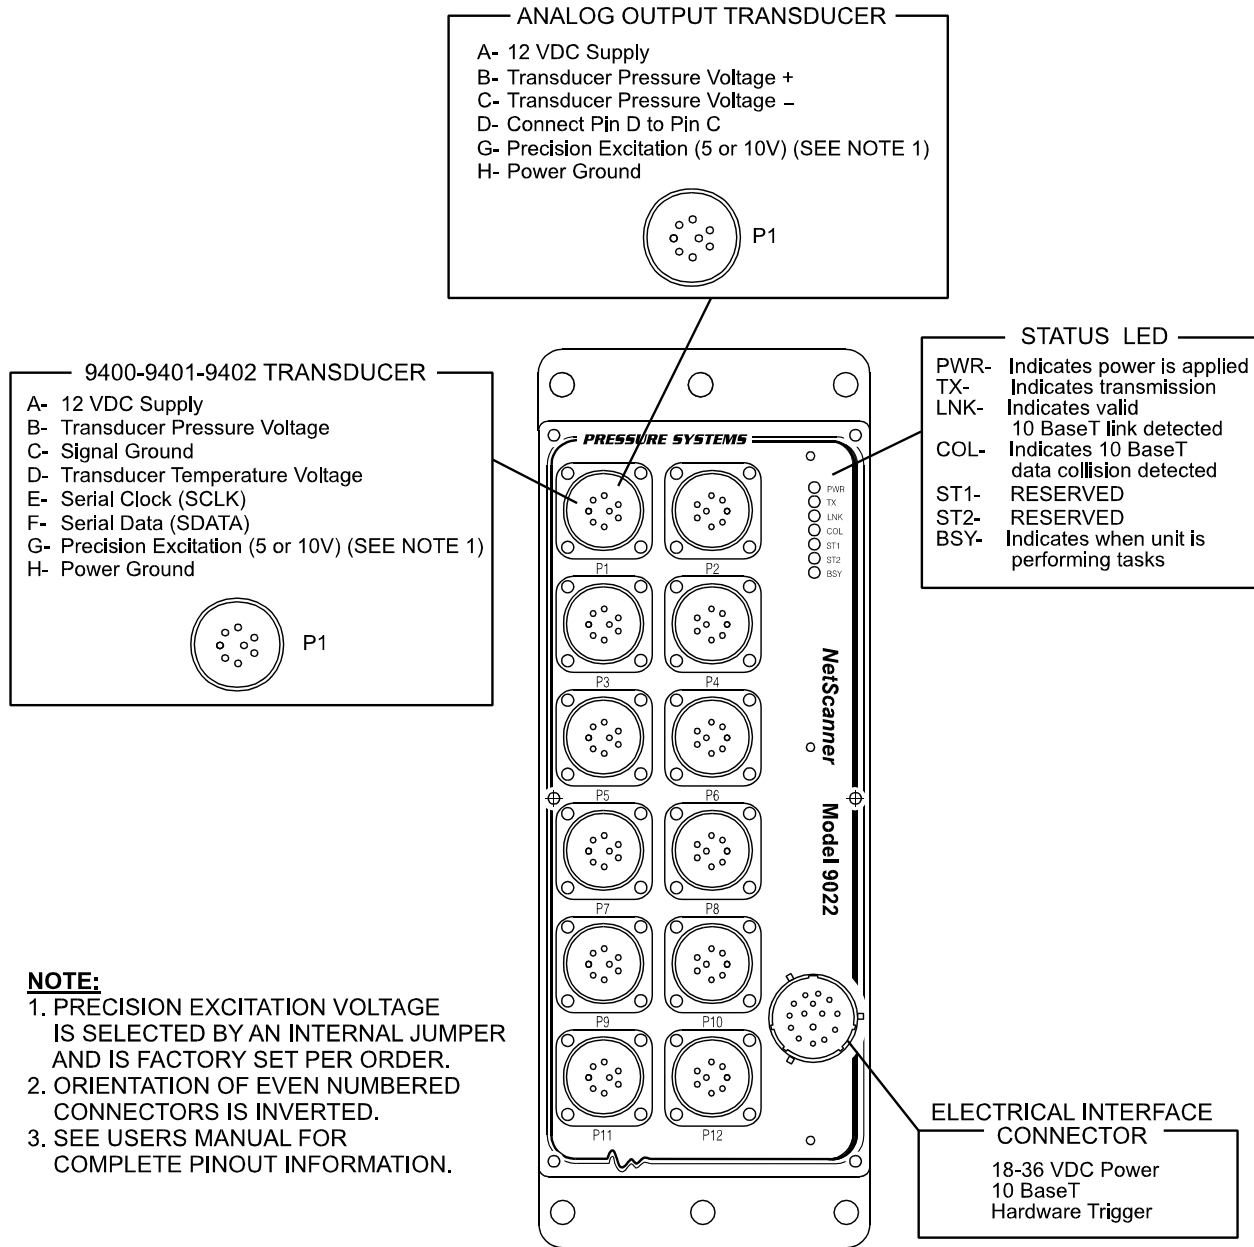 ANALOG OUTPUT TRANSDUCER
A- 12 VDC Supply
B- Transducer Pressure Voltage +
C- Transducer Pressure Voltage –
D- Connect Pin D to Pin C
G- Precision Excitation (5 or 10V) (SEE NOTE 1)
H- Power Ground
P1
9400-9401-9402 TRANSDUCER
A- 12 VDC Supply
B- Transducer Pressure Voltage
C- Signal Ground
D- Transducer Temperature Voltage
E- Serial Clock (SCLK)
F- Serial Data (SDATA)
G- Precision Excitation (5 or 10V) (SEE NOTE 1)
H- Power Ground
P1
STATUS LED
PWR- Indicates power is applied
TX- Indicates transmission
LNK- Indicates valid
10 BaseT link detected
COL- Indicates 10 BaseT
data collision detected
ST1- RESERVED
ST2- RESERVED
BSY- Indicates when unit is
performing tasks
PRESSURE SYSTEMS
PWR
TX
LNK
COL
ST1
ST2
BSY
P1
P2
P3
P4
P5
P6
P7
P8
P9
P10
P11
P12
NetScanner Model 9022
NOTE:
1. PRECISION EXCITATION VOLTAGE
IS SELECTED BY AN INTERNAL JUMPER
AND IS FACTORY SET PER ORDER.
2. ORIENTATION OF EVEN NUMBERED
CONNECTORS IS INVERTED.
3. SEE USERS MANUAL FOR
COMPLETE PINOUT INFORMATION.
ELECTRICAL INTERFACE
CONNECTOR
18-36 VDC Power
10 BaseT
Hardware Trigger